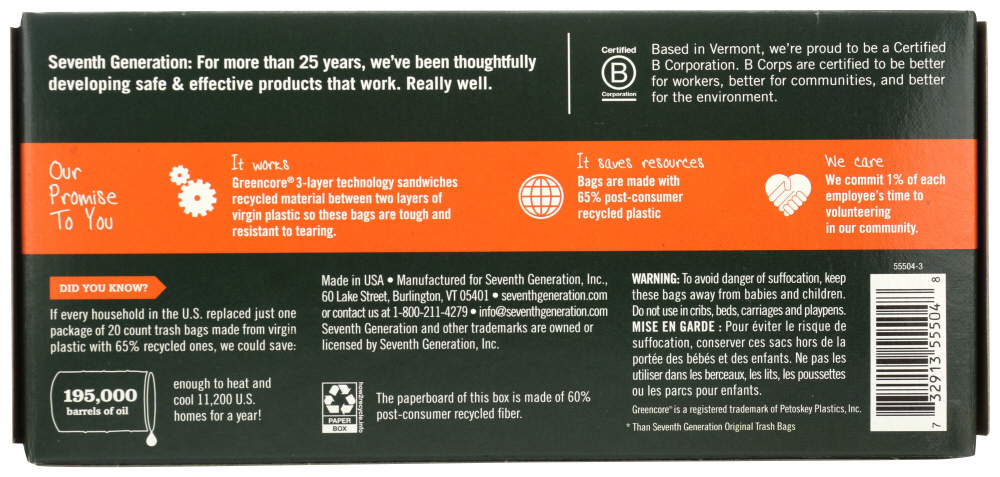 Seventh Generation: For more than 25 years, we've been thoughtfully
developing safe & effective products that work. Really well.
Certified
B
Corporation
Based in Vermont, we're proud to be a Certified
B Corporation. B Corps are certified to be better
for workers, better for communities, and better
for the environment.
Our
Promise
To You
It works
Greencore® 3-layer technology sandwiches
recycled material between two layers of
virgin plastic so these bags are tough and
resistant to tearing.
It saves resources
Bags are made with
65% post-consumer
recycled plastic
We care
We commit 1% of each
employee's time to
volunteering
in our community.
DID YOU KNOW?
If every household in the U.S. replaced just one
package of 20 count trash bags made from virgin
plastic with 65% recycled ones, we could save:
195,000
barrels of oil
enough to heat and
cool 11,200 U.S.
homes for a year!
Made in USA • Manufactured for Seventh Generation, Inc.,
60 Lake Street, Burlington, VT 05401 • seventhgeneration.com
or contact us at 1-800-211-4279 • info@seventhgeneration.com
Seventh Generation and other trademarks are owned or
licensed by Seventh Generation, Inc.
PAPER
BOX
how2recycle.info
The paperboard of this box is made of 60%
post-consumer recycled fiber.
WARNING: To avoid danger of suffocation, keep
these bags away from babies and children.
Do not use in cribs, beds, carriages and playpens.
MISE EN GARDE : Pour éviter le risque de
suffocation, conserver ces sacs hors de la
portée des bébés et des enfants. Ne pas les
utiliser dans les berceaux, les lits, les poussettes
ou les parcs pour enfants.
Greencore® is a registered trademark of Petoskey Plastics, Inc.
* Than Seventh Generation Original Trash Bags
55504-3
7 32913 55504 8